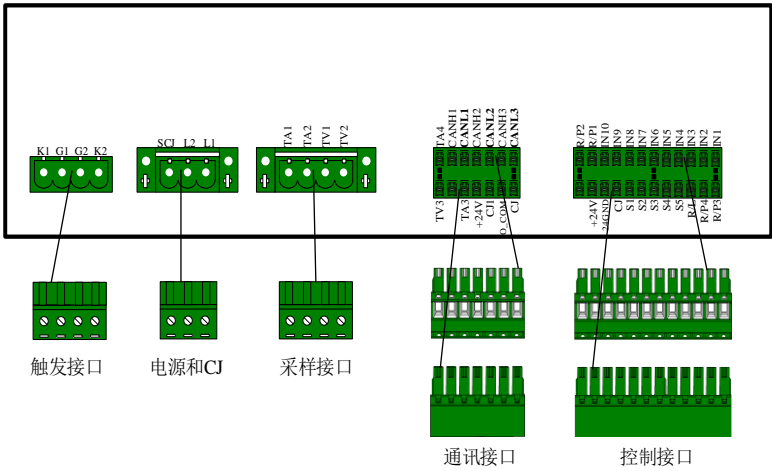 K1 G1 G2 K2
SCJ L2 L1
TA1 TA2 TV1 TV2
TA4 CANH1 CANL1 CANH2 CANL2 CANH3 CANL3
TV3 TA3 +24V CJ1 O_COM CJ
R/P2 R/P1 IN10 IN9 IN8 IN7 IN6 IN5 IN4 IN3 IN2 IN1
+24V 24GND CJ S1 S2 S3 S4 S5 R/P4 R/P3
触发接口
电源和CJ
采样接口
通讯接口
控制接口